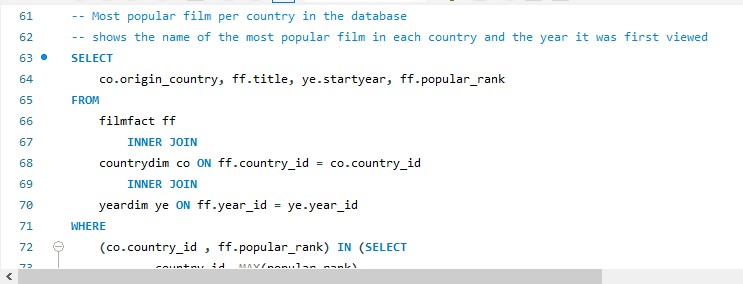 61 -- Most popular film per country in the database
62 -- shows the name of the most popular film in each country and the year it was first viewed
63 SELECT
64 co.origin_country, ff.title, ye.startyear, ff.popular_rank
65 FROM
66 filmfact ff
67 INNER JOIN
68 countrydim co ON ff.country_id = co.country_id
69 INNER JOIN
70 yeardim ye ON ff.year_id = ye.year_id
71 WHERE
72 (co.country_id , ff.popular_rank) IN (SELECT
73 country_id, MAX(popular_rank)